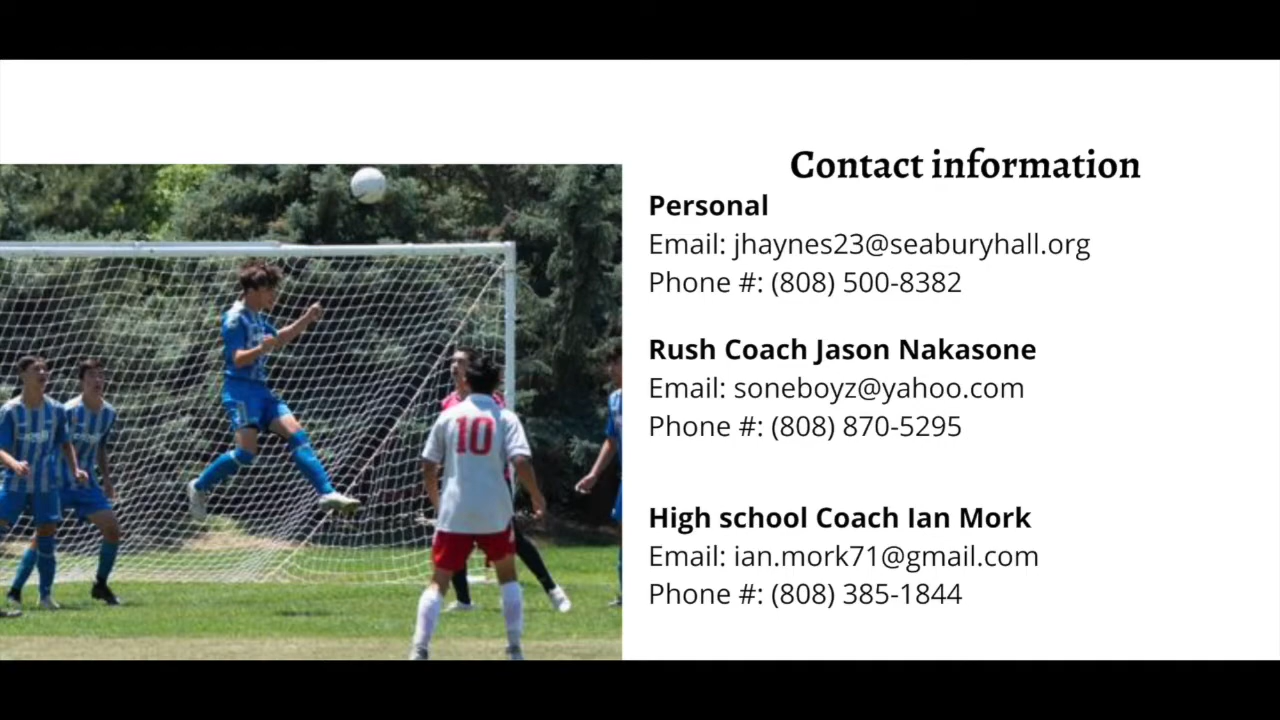 Contact information
Personal
Email: jhaynes23@seaburyhall.org
Phone #: (808) 500-8382
Rush Coach Jason Nakasone
Email: soneboyz@yahoo.com
Phone #: (808) 870-5295
High school Coach Ian Mork
Email: ian.mork71@gmail.com
Phone #: (808) 385-1844
10